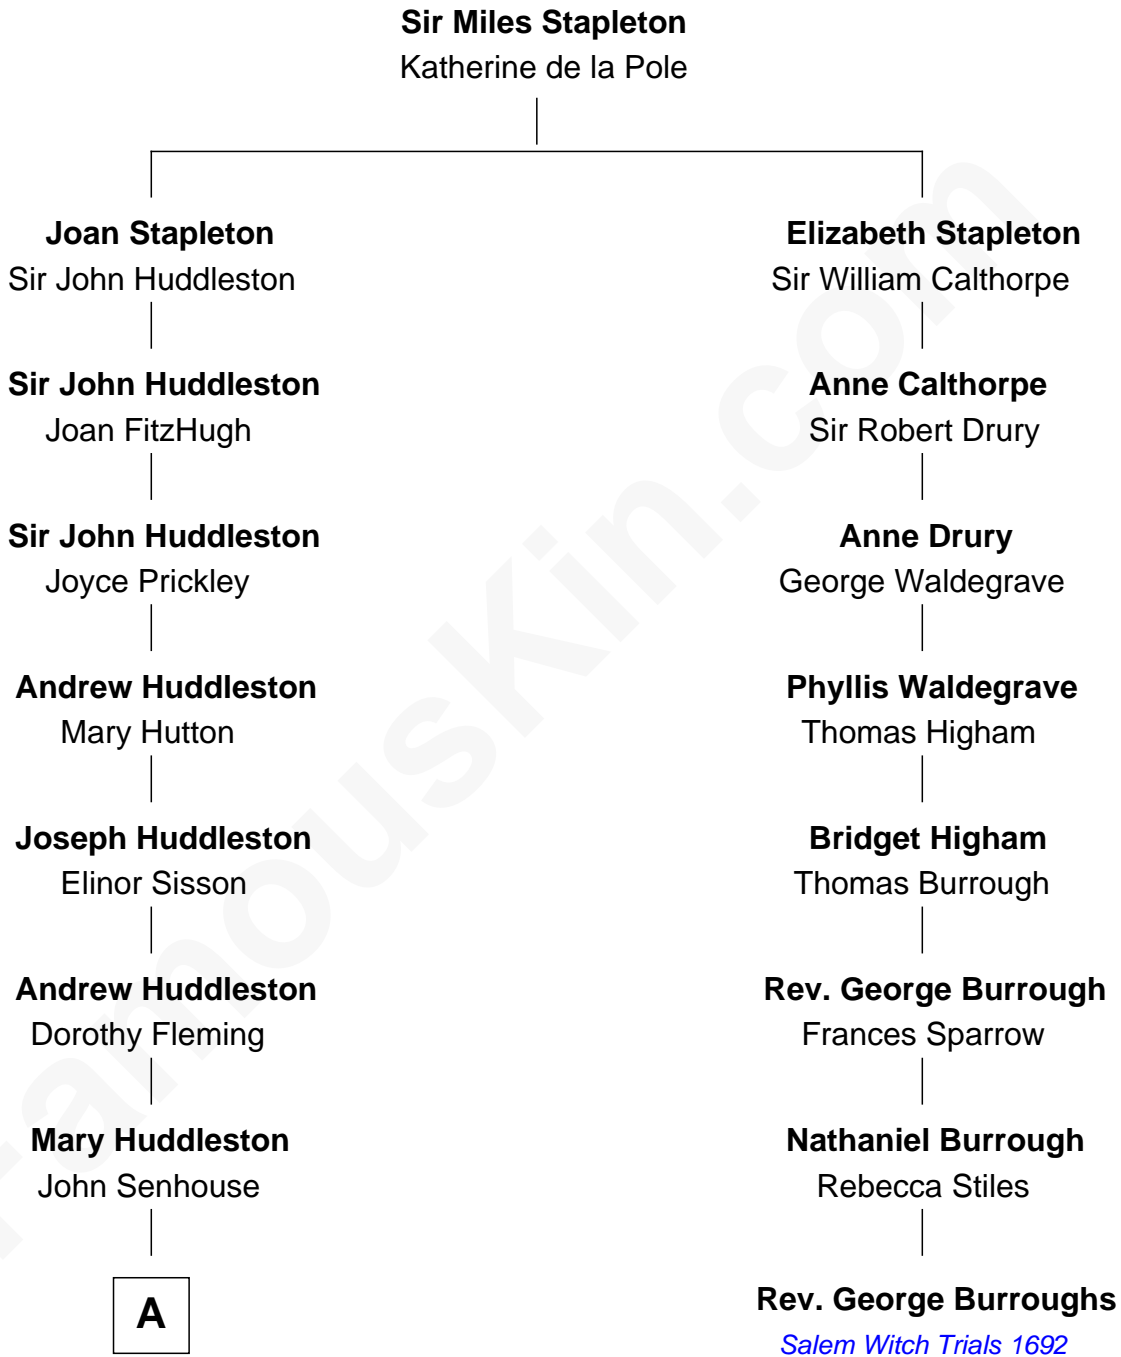 Sir Miles Stapleton
Katherine de la Pole
Joan Stapleton
Sir John Huddleston
Elizabeth Stapleton
Sir William Calthorpe
Sir John Huddleston
Joan FitzHugh
Anne Calthorpe
Sir Robert Drury
Sir John Huddleston
Joyce Prickley
Anne Drury
George Waldegrave
Andrew Huddleston
Mary Hutton
Phyllis Waldegrave
Thomas Higham
Joseph Huddleston
Elinor Sisson
Bridget Higham
Thomas Burrough
Andrew Huddleston
Dorothy Fleming
Rev. George Burrough
Frances Sparrow
Mary Huddleston
John Senhouse
Nathaniel Burrough
Rebecca Stiles
A
Rev. George Burroughs
Salem Witch Trials 1692
FamousKin.com